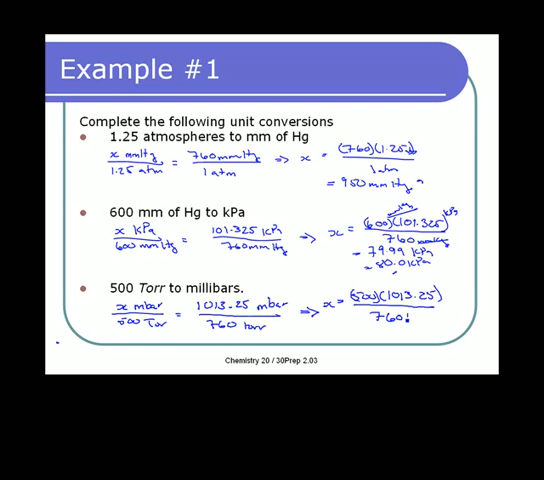 Example #1
Complete the following unit conversions
1.25 atmospheres to mm of Hg
x mmHg / 1.25 atm = 760 mmHg / 1 atm => x = (760)(1.25) / 1 atm
= 950 mmHg
600 mm of Hg to kPa
x kPa / 600 mmHg = 101.325 kPa / 760 mmHg => x = (600)(101.325) kPa / 760
= 79.99 kPa
= 80.0 kPa
500 Torr to millibars.
x mbar / 500 Torr = 1013.25 mbar / 760 torr => x = (500)(1013.25) / 760
Chemistry 20 / 30Prep 2.03